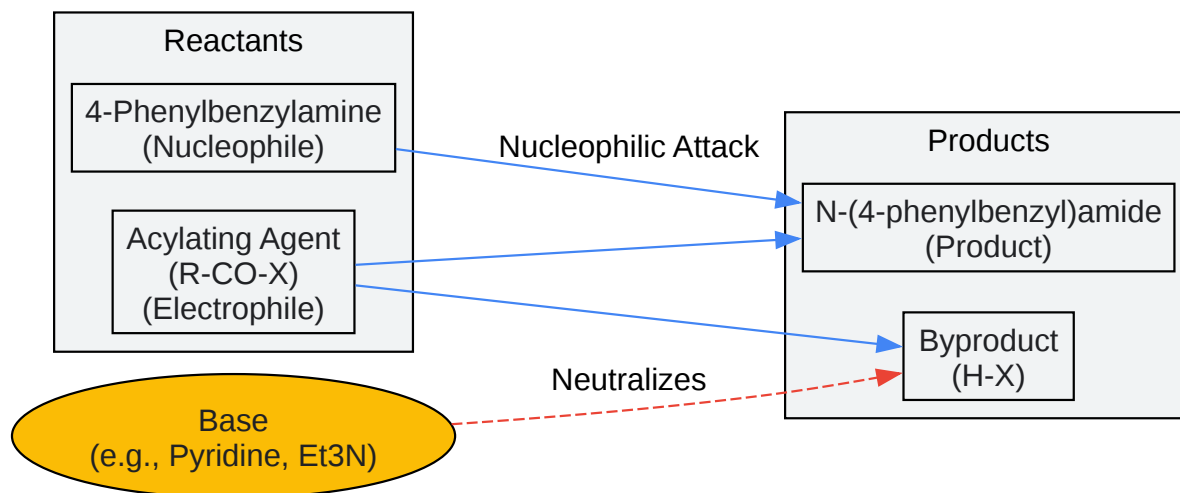 Reactants
4-Phenylbenzylamine
(Nucleophile)
Acylating Agent
(R-CO-X)
(Electrophile)
Base
(e.g., Pyridine, Et3N)
Nucleophilic Attack
Neutralizes
Products
N-(4-phenylbenzyl)amide
(Product)
Byproduct
(H-X)